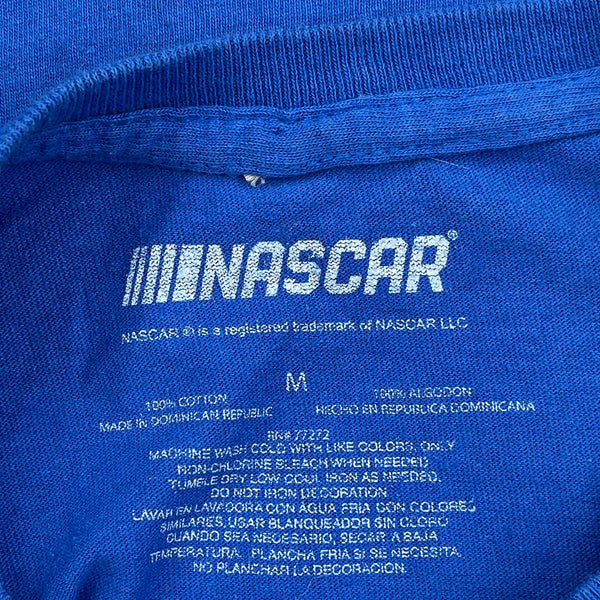 NASCAR®
NASCAR ® is a registered trademark of NASCAR LLC
M
100% COTTON
MADE IN DOMINICAN REPUBLIC
100% ALGODON
HECHO EN REPUBLICA DOMINICANA
RN# 77272
MACHINE WASH COLD WITH LIKE COLORS, ONLY
NON-CHLORINE BLEACH WHEN NEEDED
TUMBLE DRY LOW COOL IRON AS NEEDED.
DO NOT IRON DECORATION
LAVAR EN LAVADORA CON AGUA FRIA CON COLORES
SIMILARES, USAR BLANQUEADOR SIN CLORO
CUANDO SEA NECESARIO, SECAR A BAJA
TEMPERATURA. PLANCHA FRIA SI SE NECESITA.
NO PLANCHAR LA DECORACION